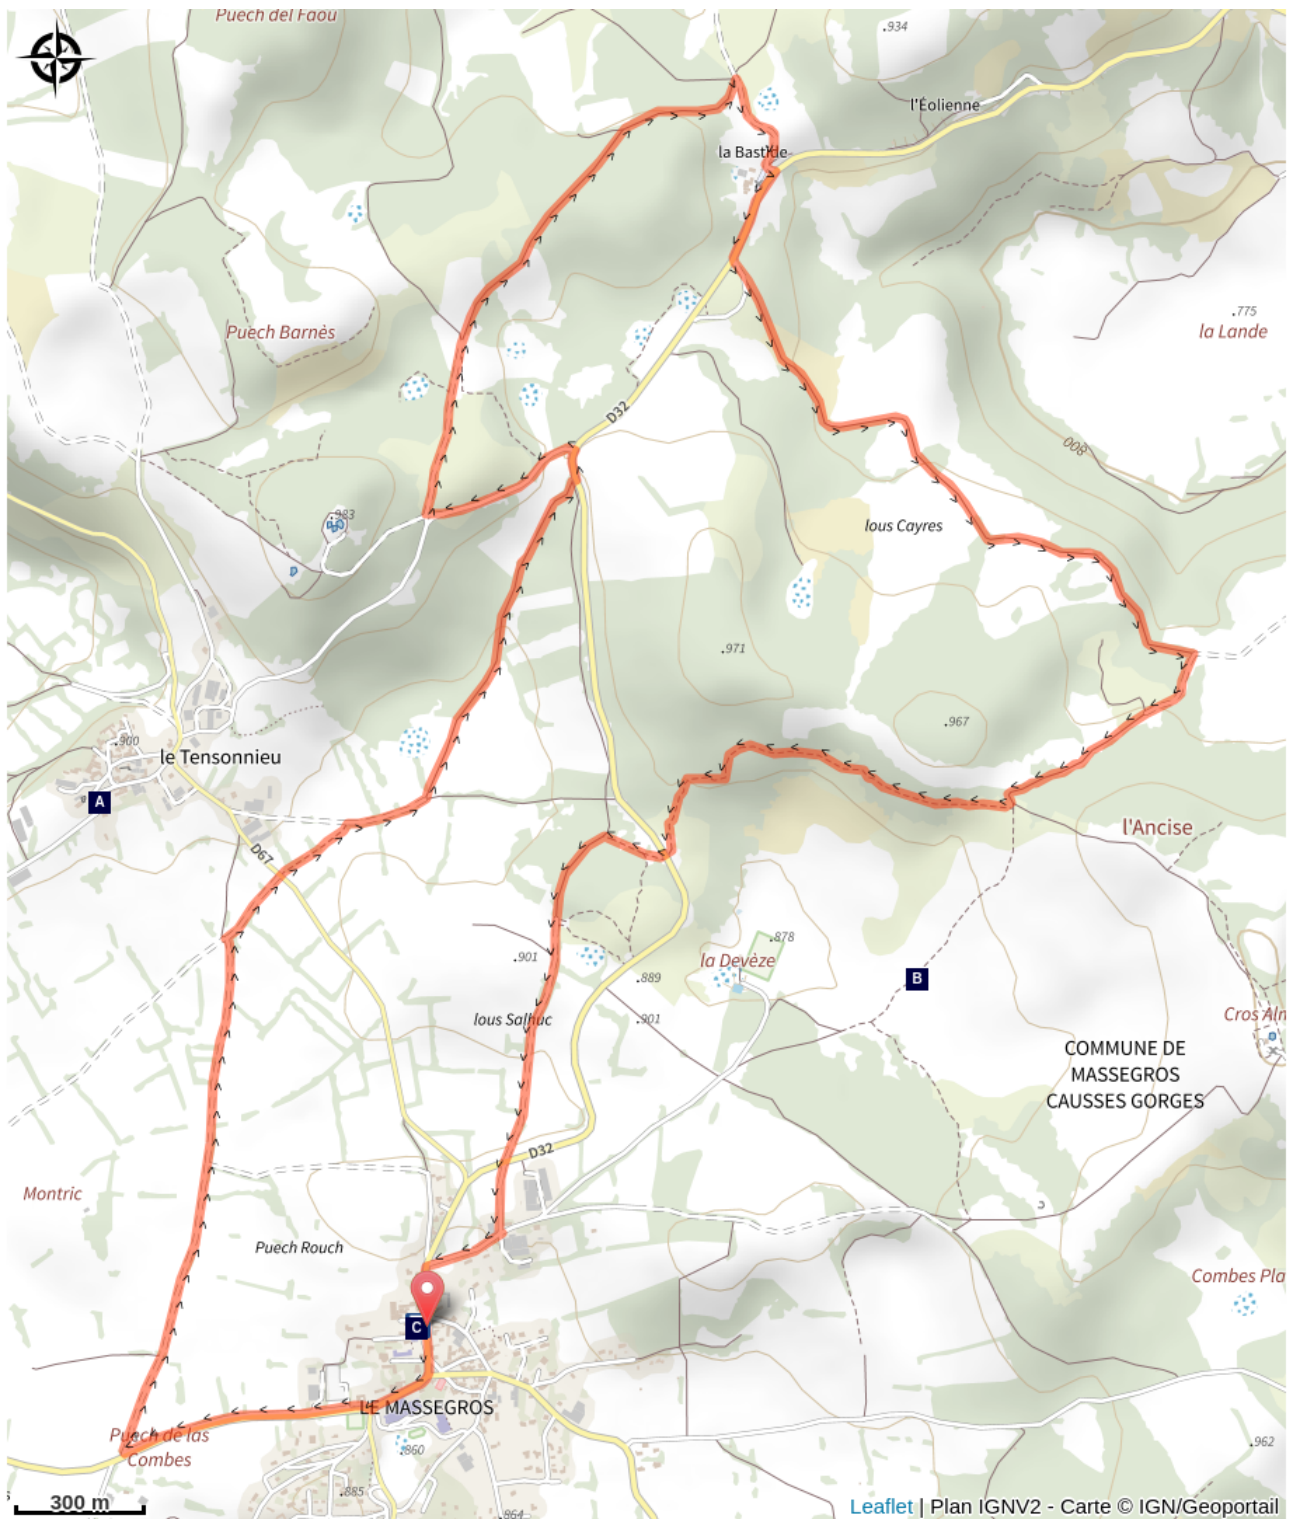 Puech del Faou
.934
l'Éolienne
la Bastide
.775
la Lande
Puech Barnès
D32
800
.983
lous Cayres
.971
.967
.900
le Tensonnieu
A
l'Ancise
D67
.878
la Devèze
.901
.889
B
lous Salhuc
.901
Cros Aln
COMMUNE DE
MASSEGROS
CAUSSES GORGES
D32
Montric
Puech Rouch
Combes Pla
C
LE MASSEGROS
Puech de las
Combes
.860
.962
.885
.864
300 m
Leaflet | Plan IGNV2 - Carte © IGN/Geoportail